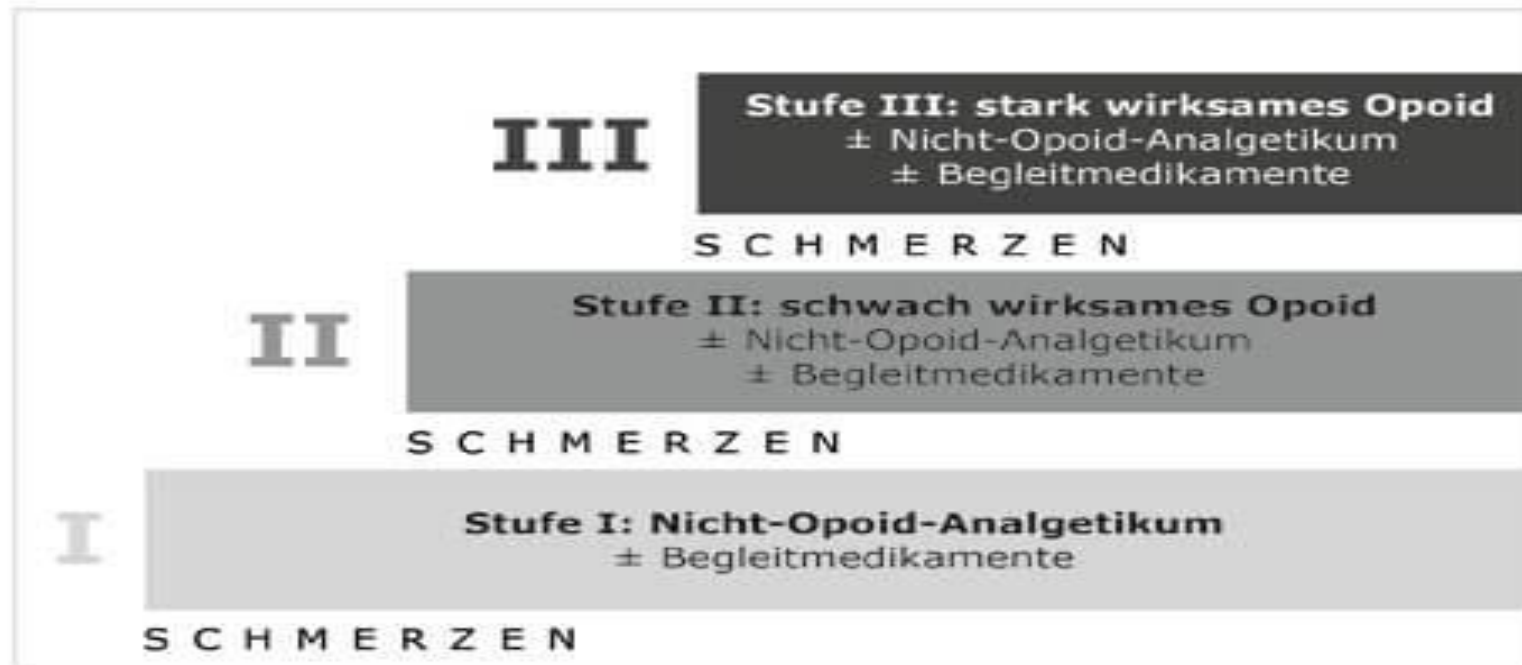 III
Stufe III: stark wirksames Opoid
± Nicht-Opoid-Analgetikum
± Begleitmedikamente
SCHMERZEN
II
Stufe II: schwach wirksames Opoid
± Nicht-Opoid-Analgetikum
± Begleitmedikamente
SCHMERZEN
I
Stufe I: Nicht-Opoid-Analgetikum
± Begleitmedikamente
SCHMERZEN